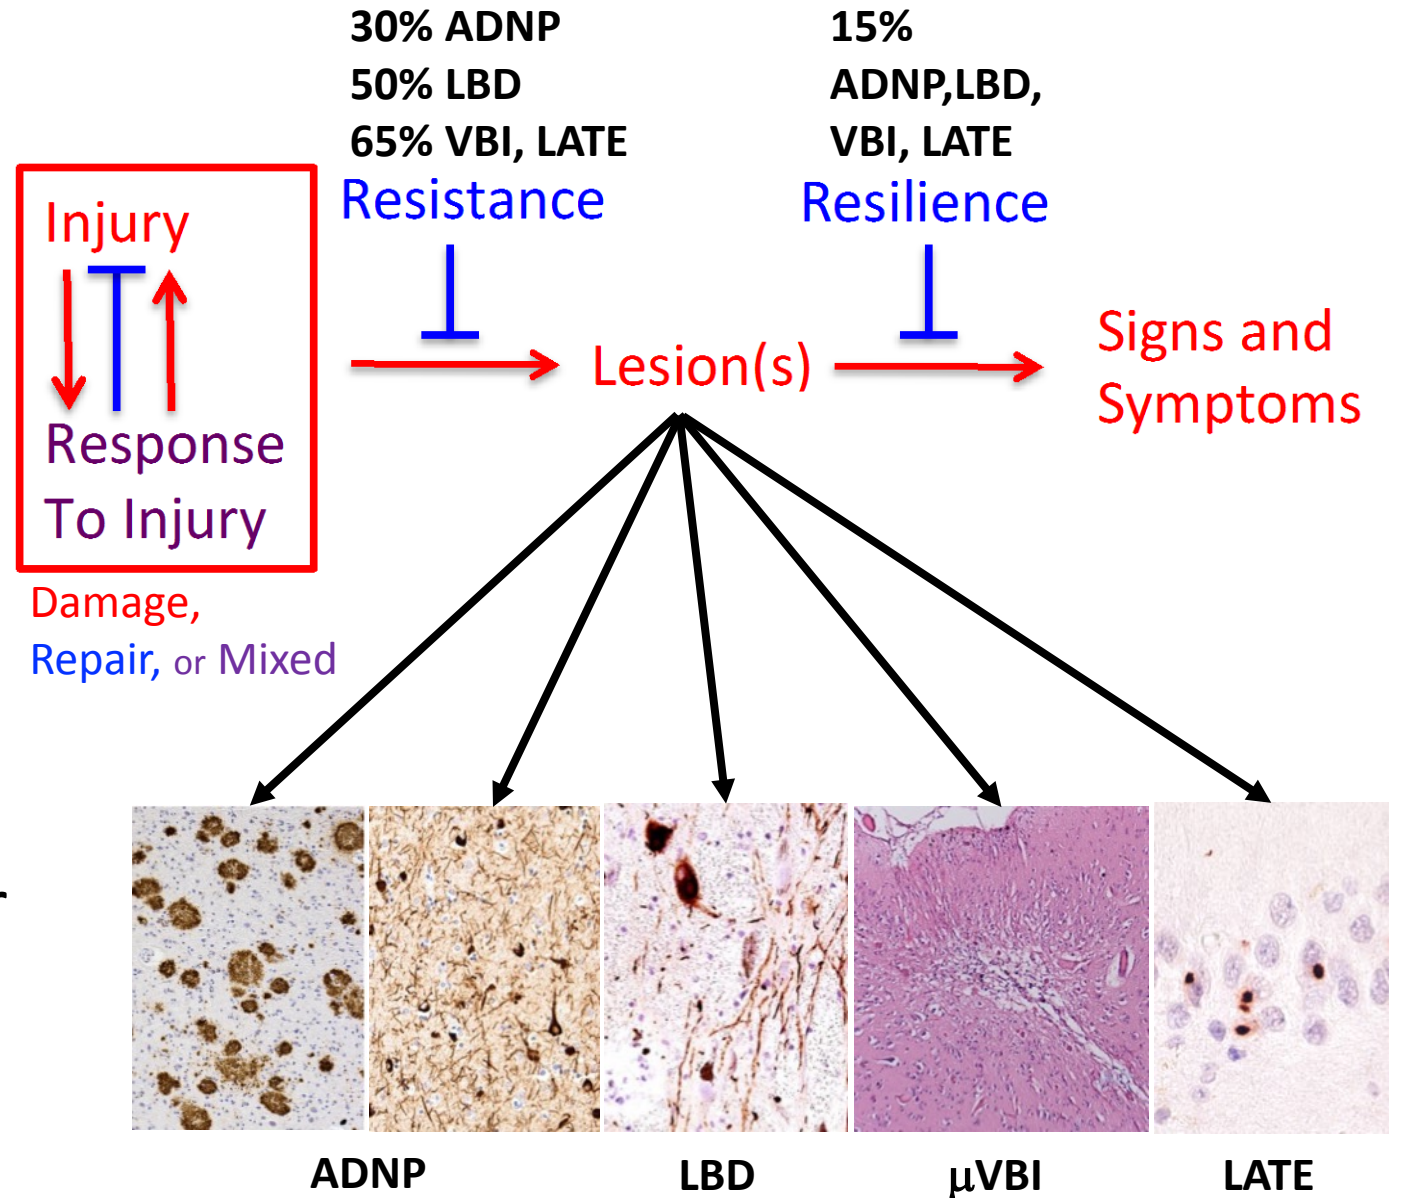 30% ADNP
50% LBD
65% VBI, LATE
Resistance
15%
ADNP,LBD,
VBI, LATE
Resilience
Injury
Response
To Injury
Damage,
Repair, or Mixed
Lesion(s)
Signs and
Symptoms
ADNP
LBD
μVBI
LATE